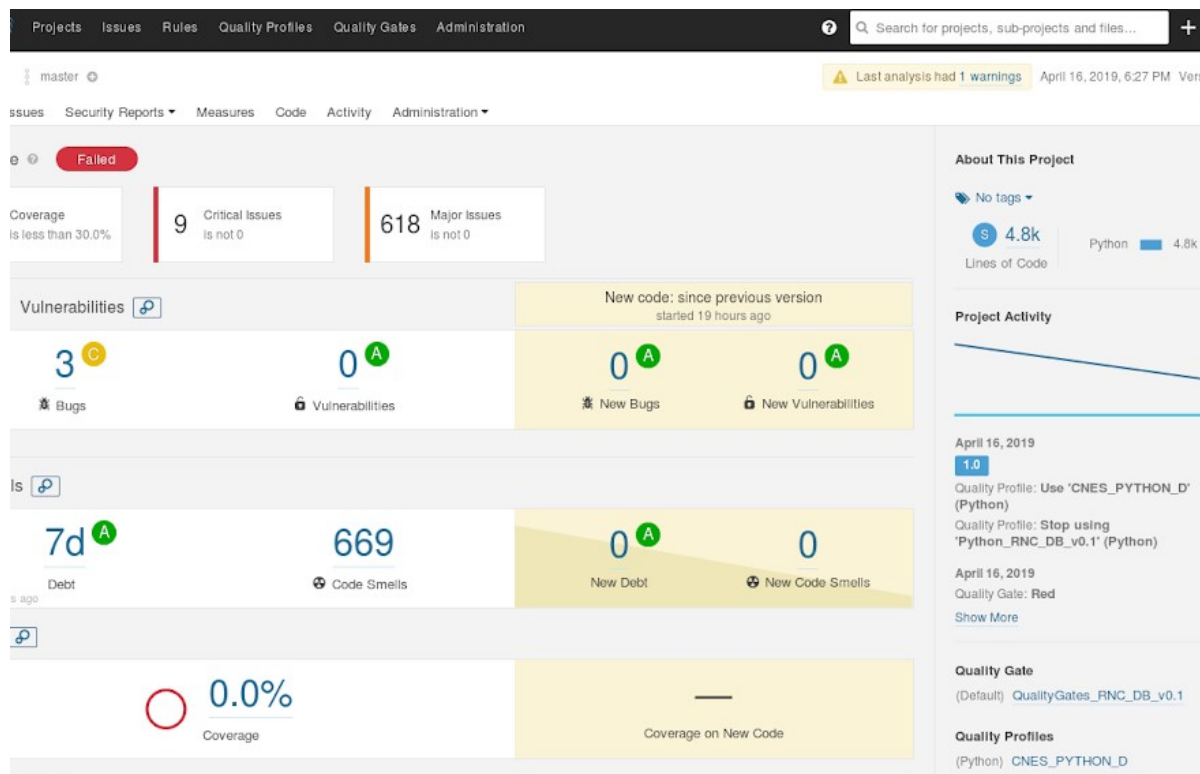 Projects Issues Rules Quality Profiles Quality Gates Administration ? Search for projects, sub-projects and files... +
master Last analysis had 1 warnings April 16, 2019, 6:27 PM Vers
ssues Security Reports Measures Code Activity Administration
e ? Failed
Coverage
is less than 30.0%
9 Critical Issues
is not 0
618 Major Issues
is not 0
Vulnerabilities
New code: since previous version
started 19 hours ago
3 C
Bugs
0 A
Vulnerabilities
0 A
New Bugs
0 A
New Vulnerabilities
lls
7d A
Debt
s ago
669
Code Smells
0 A
New Debt
0
New Code Smells
0.0%
Coverage
—
Coverage on New Code
About This Project
No tags
S 4.8k
Lines of Code
Python 4.8k
Project Activity
April 16, 2019
1.0
Quality Profile: Use 'CNES_PYTHON_D'
(Python)
Quality Profile: Stop using
'Python_RNC_DB_v0.1' (Python)
April 16, 2019
Quality Gate: Red
Show More
Quality Gate
(Default) QualityGates_RNC_DB_v0.1
Quality Profiles
(Python) CNES_PYTHON_D